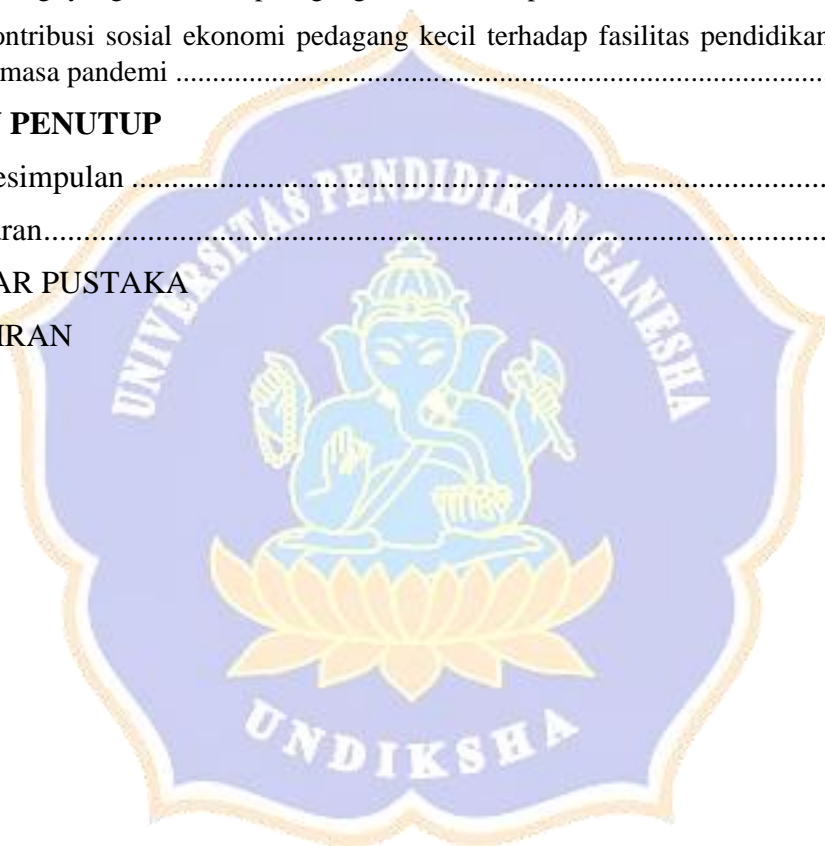 ontribusi sosial ekonomi pedagang kecil terhadap fasilitas pendidikan
masa pandemi ........................................................................................
PENUTUP
esimpulan ...............................................................................................
ran...........................................................................................................
AR PUSTAKA
IRAN
UNIVERSITAS PENDIDIKAN GANESHA
UNDIKSHA